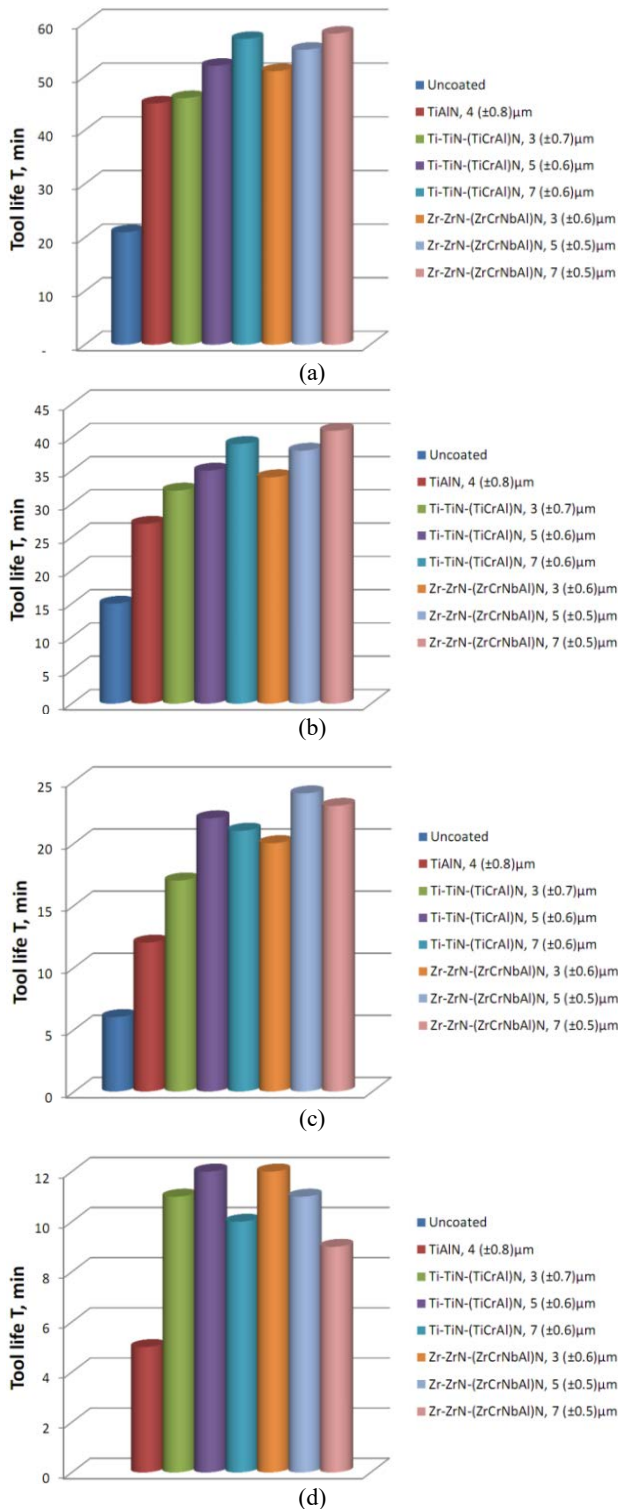 60
50
40
30
20
10
-
Tool life T, min
Uncoated
TiAlN, 4 (±0.8)µm
Ti-TiN-(TiCrAl)N, 3 (±0.7)µm
Ti-TiN-(TiCrAl)N, 5 (±0.6)µm
Ti-TiN-(TiCrAl)N, 7 (±0.6)µm
Zr-ZrN-(ZrCrNbAl)N, 3 (±0.6)µm
Zr-ZrN-(ZrCrNbAl)N, 5 (±0.5)µm
Zr-ZrN-(ZrCrNbAl)N, 7 (±0.5)µm
(a)
45
40
35
30
25
20
15
10
5
0
Tool life T, min
Uncoated
TiAlN, 4 (±0.8)µm
Ti-TiN-(TiCrAl)N, 3 (±0.7)µm
Ti-TiN-(TiCrAl)N, 5 (±0.6)µm
Ti-TiN-(TiCrAl)N, 7 (±0.6)µm
Zr-ZrN-(ZrCrNbAl)N, 3 (±0.6)µm
Zr-ZrN-(ZrCrNbAl)N, 5 (±0.5)µm
Zr-ZrN-(ZrCrNbAl)N, 7 (±0.5)µm
(b)
25
20
15
10
5
0
Tool life T, min
Uncoated
TiAlN, 4 (±0.8)µm
Ti-TiN-(TiCrAl)N, 3 (±0.7)µm
Ti-TiN-(TiCrAl)N, 5 (±0.6)µm
Ti-TiN-(TiCrAl)N, 7 (±0.6)µm
Zr-ZrN-(ZrCrNbAl)N, 3 (±0.6)µm
Zr-ZrN-(ZrCrNbAl)N, 5 (±0.5)µm
Zr-ZrN-(ZrCrNbAl)N, 7 (±0.5)µm
(c)
12
10
8
6
4
2
0
Tool life T, min
Uncoated
TiAlN, 4 (±0.8)µm
Ti-TiN-(TiCrAl)N, 3 (±0.7)µm
Ti-TiN-(TiCrAl)N, 5 (±0.6)µm
Ti-TiN-(TiCrAl)N, 7 (±0.6)µm
Zr-ZrN-(ZrCrNbAl)N, 3 (±0.6)µm
Zr-ZrN-(ZrCrNbAl)N, 5 (±0.5)µm
Zr-ZrN-(ZrCrNbAl)N, 7 (±0.5)µm
(d)